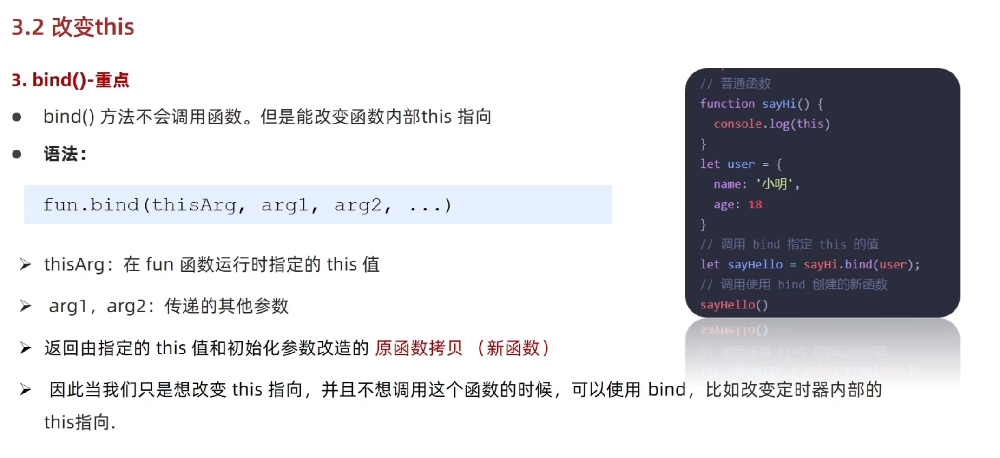 3.2 改变this
3. bind()-重点
● bind() 方法不会调用函数。但是能改变函数内部this 指向
● 语法：
fun.bind(thisArg, arg1, arg2, ...)
➢ thisArg：在 fun 函数运行时指定的 this 值
➢ arg1，arg2：传递的其他参数
➢ 返回由指定的 this 值和初始化参数改造的 原函数拷贝 （新函数）
➢ 因此当我们只是想改变 this 指向，并且不想调用这个函数的时候，可以使用 bind，比如改变定时器内部的
this指向.
// 普通函数
function sayHi() {
  console.log(this)
}
let user = {
  name: '小明',
  age: 18
}
// 调用 bind 指定 this 的值
let sayHello = sayHi.bind(user);
// 调用使用 bind 创建的新函数
sayHello()